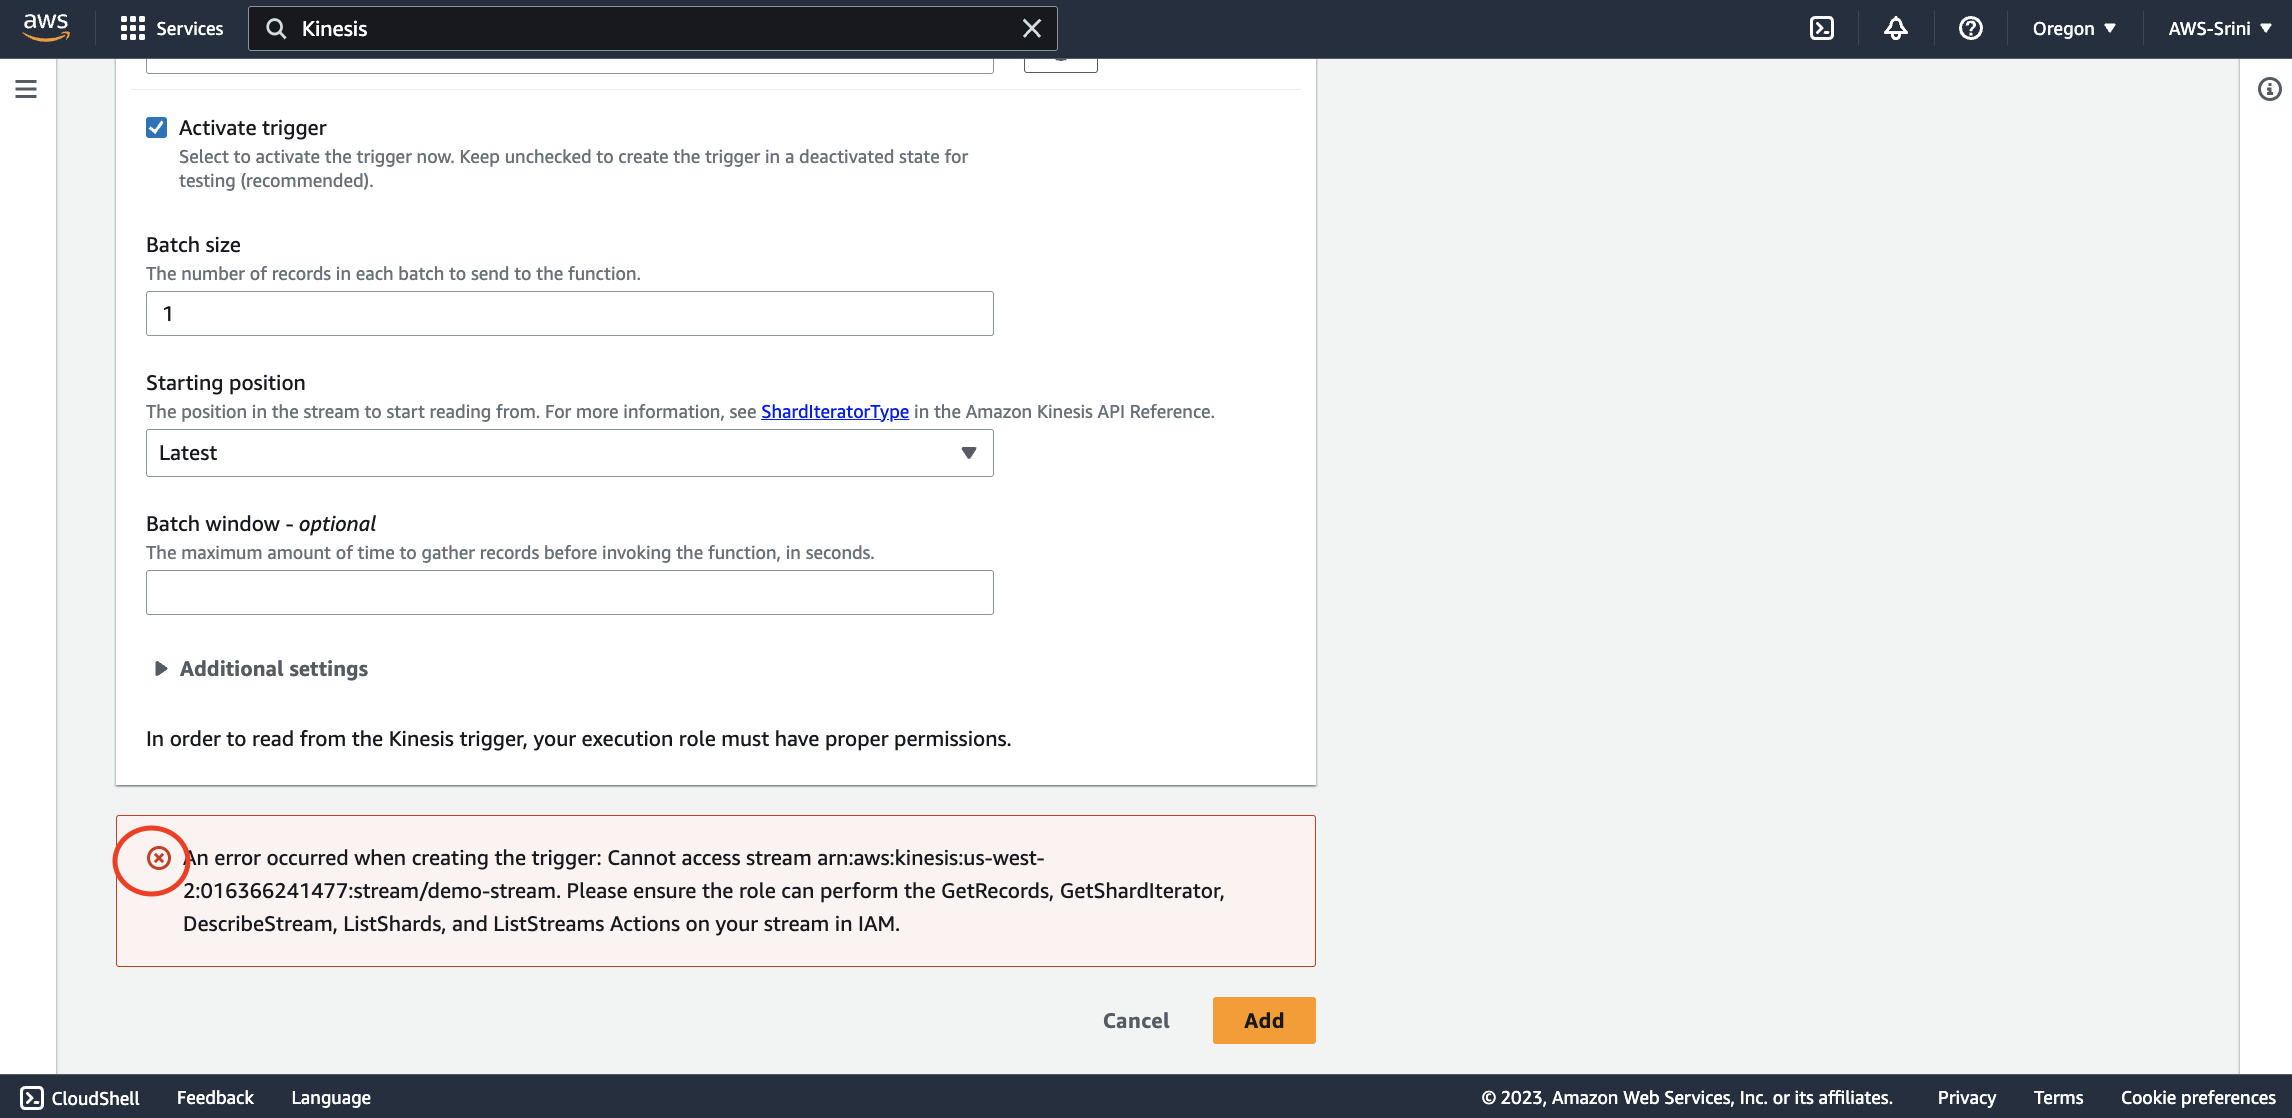 aws
Services
Kinesis
Oregon
AWS-Srini
Activate trigger
Select to activate the trigger now. Keep unchecked to create the trigger in a deactivated state for
testing (recommended).
Batch size
The number of records in each batch to send to the function.
1
Starting position
The position in the stream to start reading from. For more information, see ShardIteratorType in the Amazon Kinesis API Reference.
Latest
Batch window - optional
The maximum amount of time to gather records before invoking the function, in seconds.
Additional settings
In order to read from the Kinesis trigger, your execution role must have proper permissions.
An error occurred when creating the trigger: Cannot access stream arn:aws:kinesis:us-west-
2:016366241477:stream/demo-stream. Please ensure the role can perform the GetRecords, GetShardIterator,
DescribeStream, ListShards, and ListStreams Actions on your stream in IAM.
Cancel
Add
CloudShell
Feedback
Language
© 2023, Amazon Web Services, Inc. or its affiliates.
Privacy
Terms
Cookie preferences